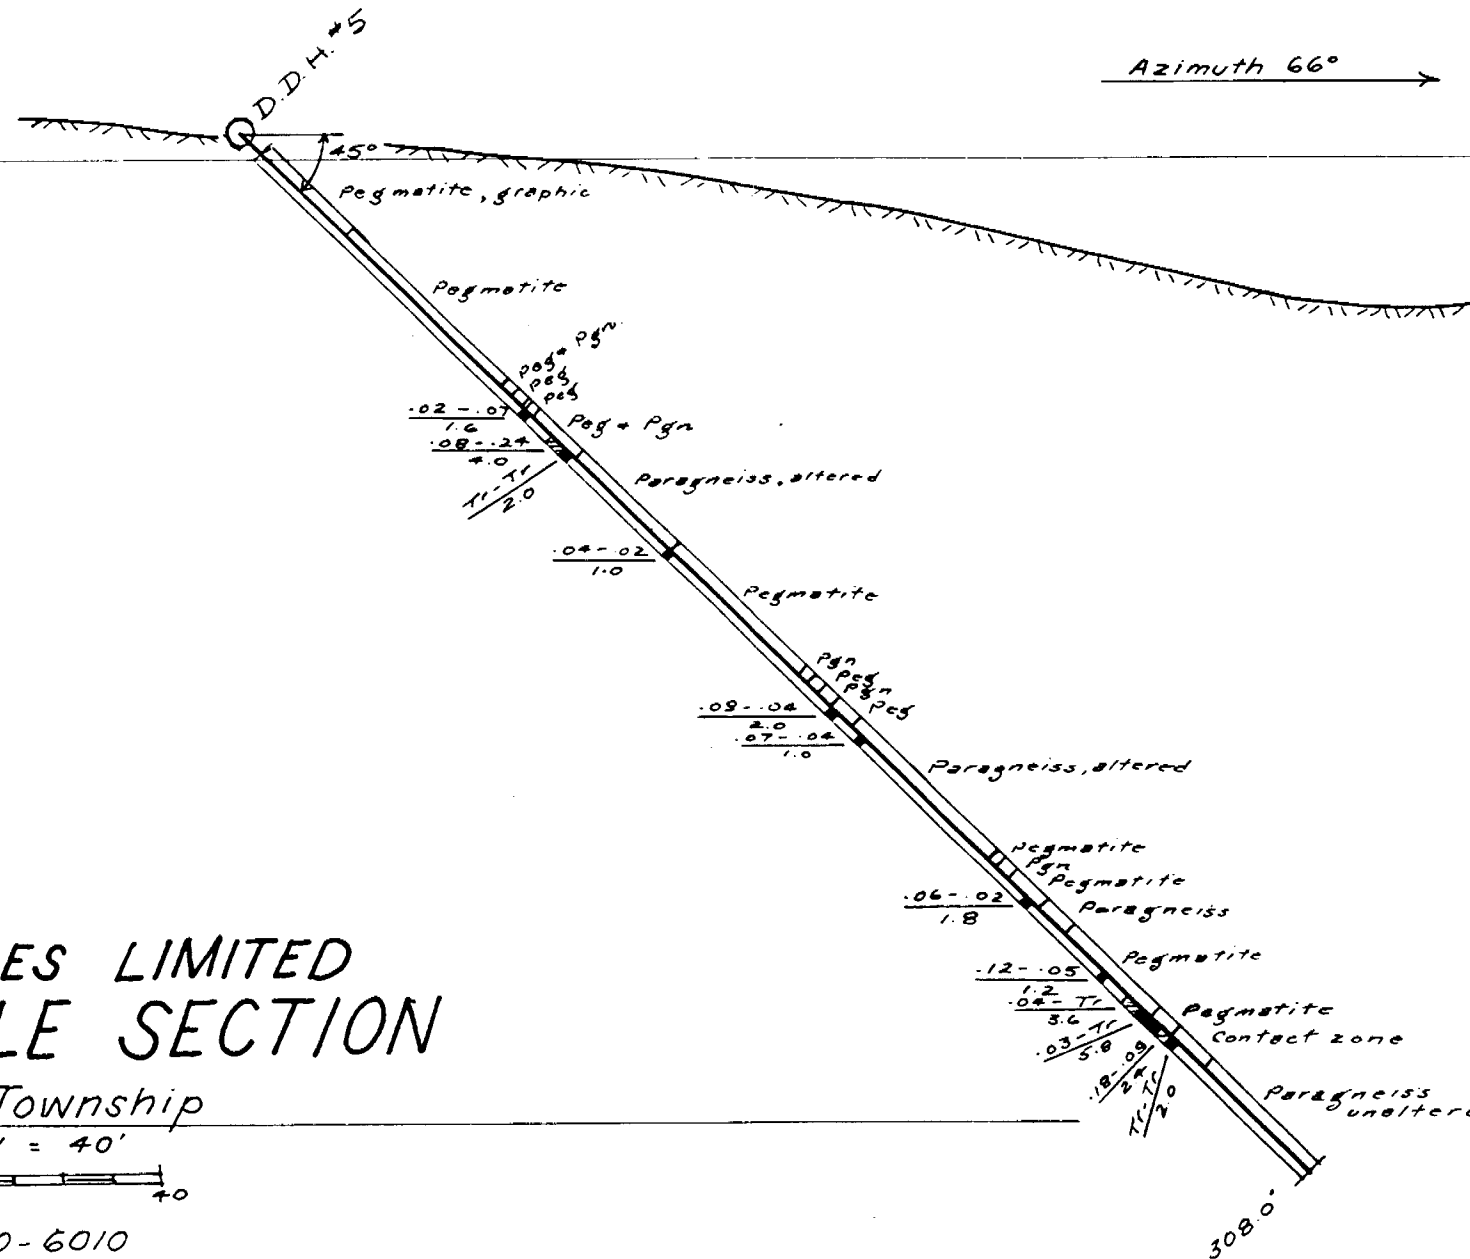 D.D.H. #5
Azimuth 66°
45°
Pegmatite, graphic
Pegmatite
Peg + Pgn
Peg
Peg
.02 - .07
1.6
Peg + Pgn
.08 - .24
4.0
Tr - Tr
2.0
Paragneiss, altered
.04 - .02
1.0
Pegmatite
Pgn
Peg
Pgn
Peg
.09 - .04
2.0
.07 - .04
1.0
Paragneiss, altered
Pegmatite
Pgn
Pegmatite
.06 - .02
1.8
Paragneiss
Pegmatite
.12 - .05
1.2
.04 - Tr
3.6
Pegmatite
.03 - Tr
5.8
Contact zone
.18 - .09
2.4
Tr - Tr
2.0
Paragneiss
unaltere
308.0'
ES LIMITED
LE SECTION
Township
' = 40'
40
0-6010